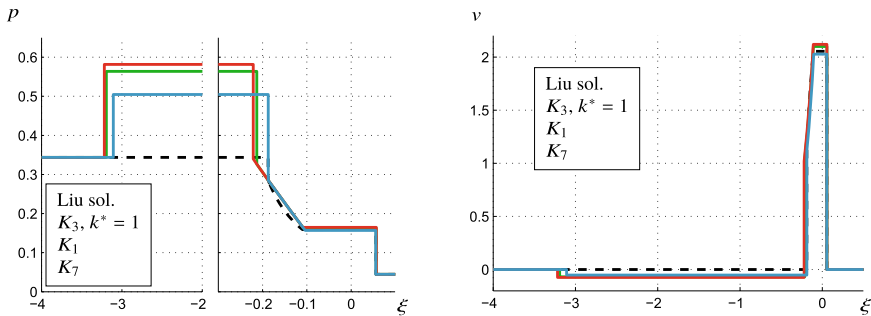 p
0.6
0.5
0.4
0.3
0.2
0.1
0
Liu sol.
K₃, k* = 1
K₁
K₇
−4 −3 −2 −0.2 −0.1 0 ξ
v
2
1.5
1
0.5
0
Liu sol.
K₃, k* = 1
K₁
K₇
−4 −3 −2 −1 0 ξ